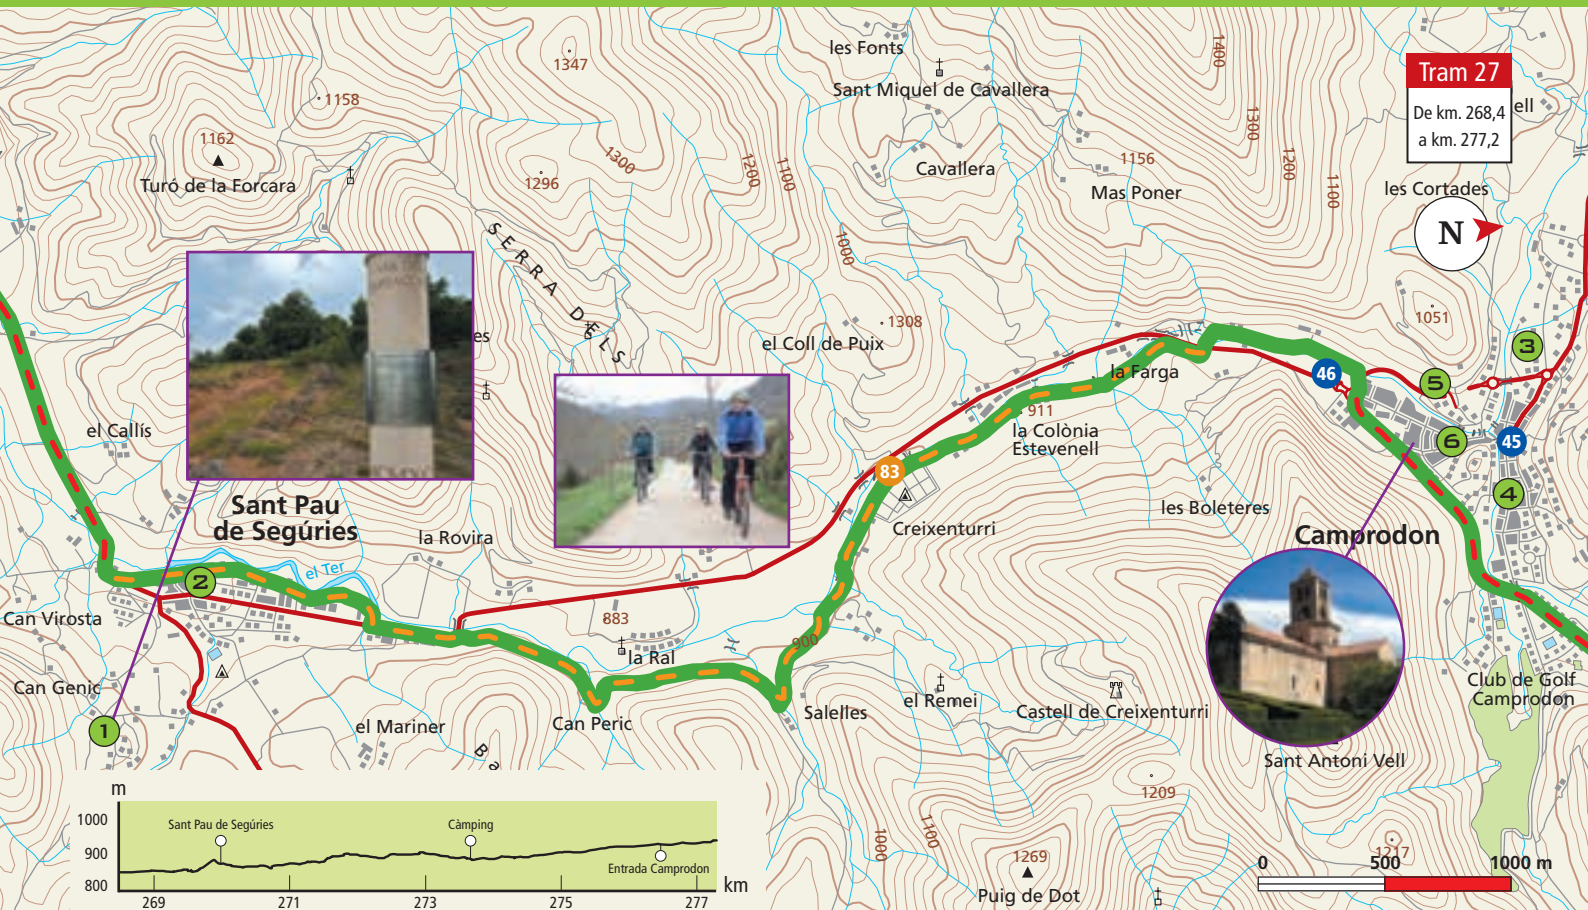 les Fonts
1347
Sant Miquel de Cavallera
1400
Tram 27
De km. 268,4
a km. 277,2
ell
1158
1162
1300
1300
1200
1100
1156
1200
1100
Cavallera
Mas Poner
les Cortades
Turó de la Forcara
1296
N
SERRA DELS
1000
1308
el Coll de Puix
1051
es
3
la Farga
46
5
911
la Colònia
Estevenell
el Callís
83
6
45
4
Sant Pau
de Segúries
la Rovira
Creixenturri
les Boleteres
Camprodon
el Ter
2
Can Virosta
883
900
la Ral
Can Genic
1
el Mariner
Can Peric
Salelles
el Remei
Castell de Creixenturri
Club de Golf
Camprodon
Ba
Sant Antoni Vell
1209
1000
1100
1269
Puig de Dot
1217
0 500 1000 m
m
1000
900
800
Sant Pau de Segúries
Càmping
Entrada Camprodon
km
269 271 273 275 277